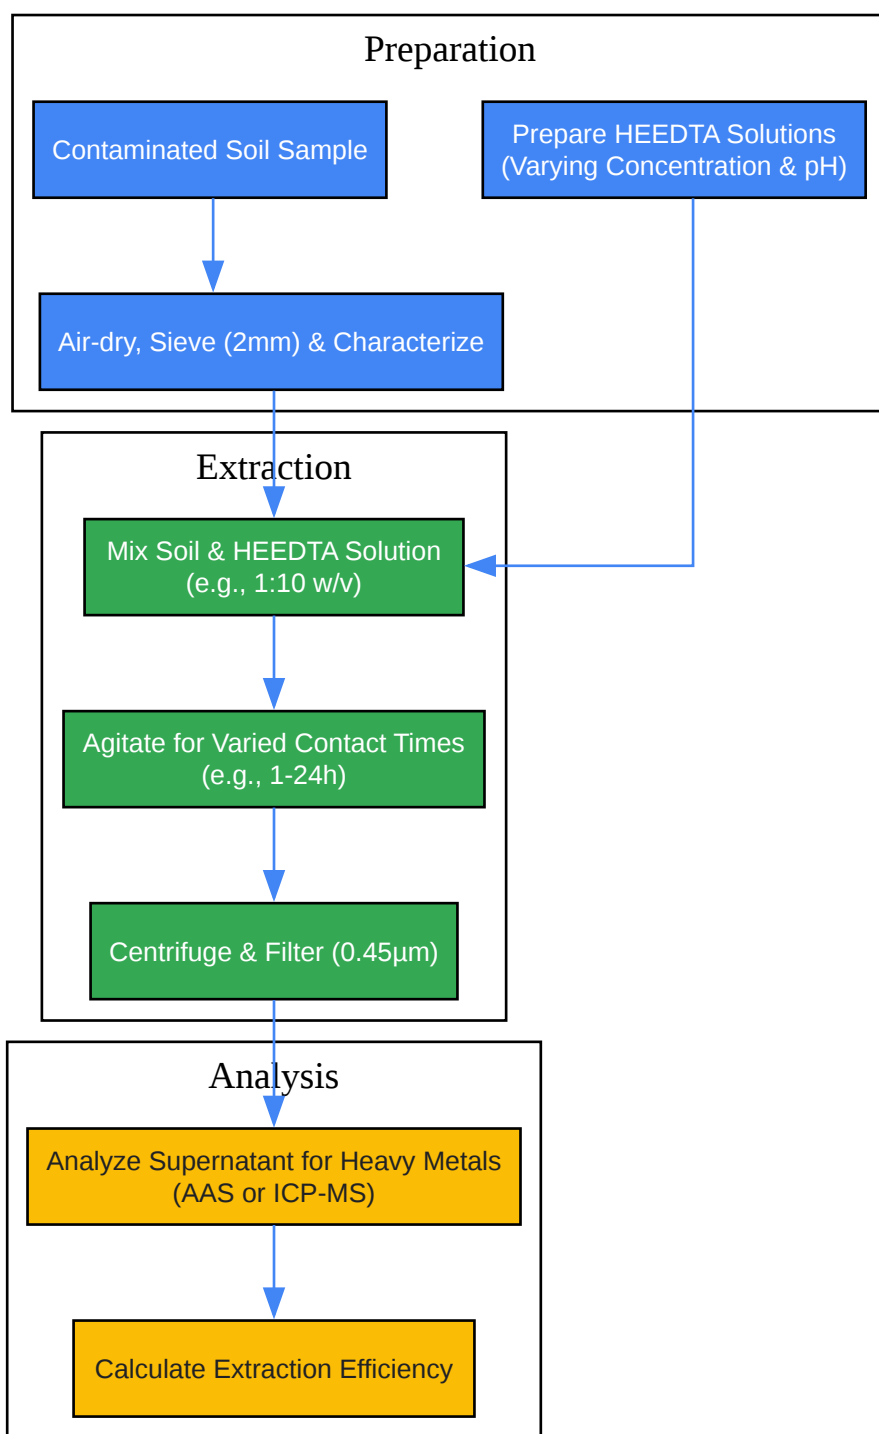 Preparation
Contaminated Soil Sample
Prepare HEEDTA Solutions
(Varying Concentration & pH)
Air-dry, Sieve (2mm) & Characterize
Extraction
Mix Soil & HEEDTA Solution
(e.g., 1:10 w/v)
Agitate for Varied Contact Times
(e.g., 1-24h)
Centrifuge & Filter (0.45µm)
Analysis
Analyze Supernatant for Heavy Metals
(AAS or ICP-MS)
Calculate Extraction Efficiency